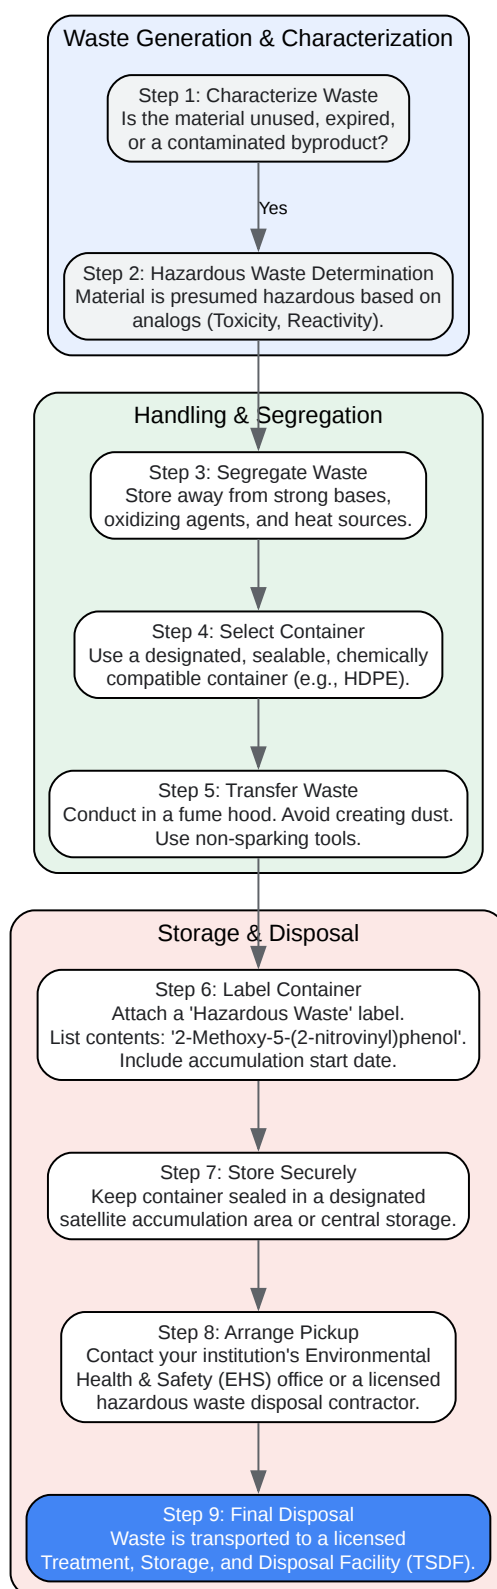 Waste Generation & Characterization
Step 1: Characterize Waste
Is the material unused, expired,
or a contaminated byproduct?
Yes
Step 2: Hazardous Waste Determination
Material is presumed hazardous based on
analogs (Toxicity, Reactivity).
Handling & Segregation
Step 3: Segregate Waste
Store away from strong bases,
oxidizing agents, and heat sources.
Step 4: Select Container
Use a designated, sealable, chemically
compatible container (e.g., HDPE).
Step 5: Transfer Waste
Conduct in a fume hood. Avoid creating dust.
Use non-sparking tools.
Storage & Disposal
Step 6: Label Container
Attach a 'Hazardous Waste' label.
List contents: '2-Methoxy-5-(2-nitrovinyl)phenol'.
Include accumulation start date.
Step 7: Store Securely
Keep container sealed in a designated
satellite accumulation area or central storage.
Step 8: Arrange Pickup
Contact your institution's Environmental
Health & Safety (EHS) office or a licensed
hazardous waste disposal contractor.
Step 9: Final Disposal
Waste is transported to a licensed
Treatment, Storage, and Disposal Facility (TSDF).